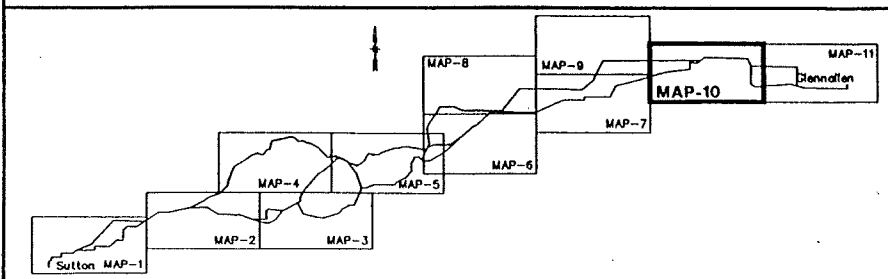 MAP-8
MAP-9
MAP-11
Glennallen
MAP-10
MAP-7
MAP-6
MAP-4
MAP-5
MAP-2
MAP-3
Sutton MAP-1